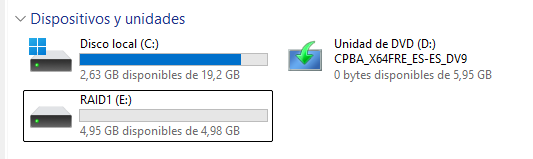 Dispositivos y unidades
Disco local (C:)
2,63 GB disponibles de 19,2 GB
Unidad de DVD (D:)
CPBA_X64FRE_ES-ES_DV9
0 bytes disponibles de 5,95 GB
RAID1 (E:)
4,95 GB disponibles de 4,98 GB